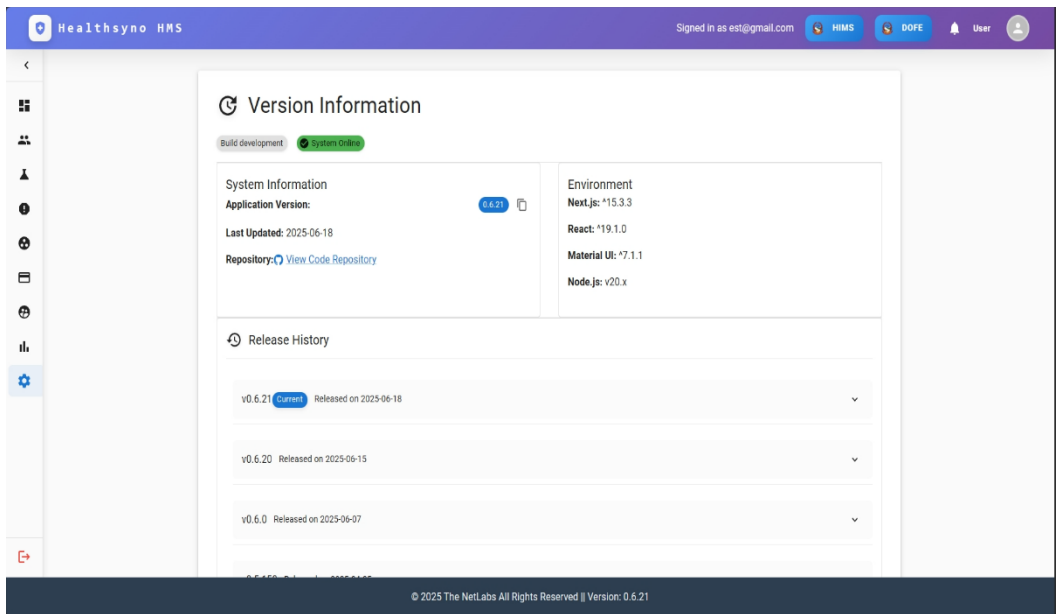 Healthsyno HMS
Signed in as est@gmail.com
HIMS
DOFE
User
Version Information
Build development
System Online
System Information
Application Version: 0.6.21
Last Updated: 2025-06-18
Repository: View Code Repository
Environment
Next.js: ^15.3.3
React: ^19.1.0
Material UI: ^7.1.1
Node.js: v20.x
Release History
v0.6.21 Current Released on 2025-06-18
v0.6.20 Released on 2025-06-15
v0.6.0 Released on 2025-06-07
© 2025 The NetLabs All Rights Reserved || Version: 0.6.21